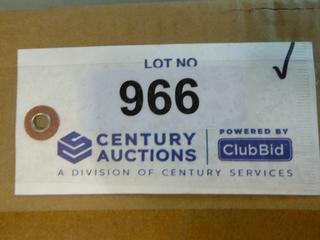 LOT NO
966
CENTURY AUCTIONS
POWERED BY
ClubBid
A DIVISION OF CENTURY SERVICES